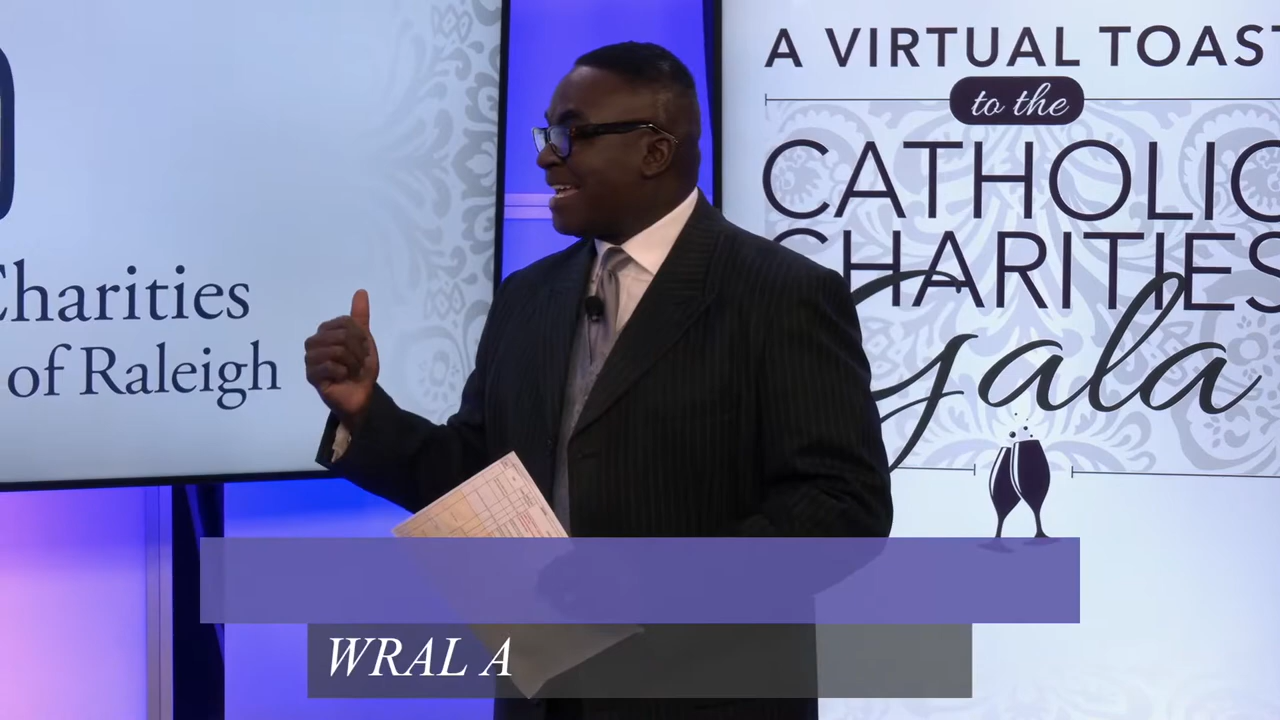 Charities
of Raleigh
A VIRTUAL TOAST
to the
CATHOLIC
CHARITIES
gala
WRAL A